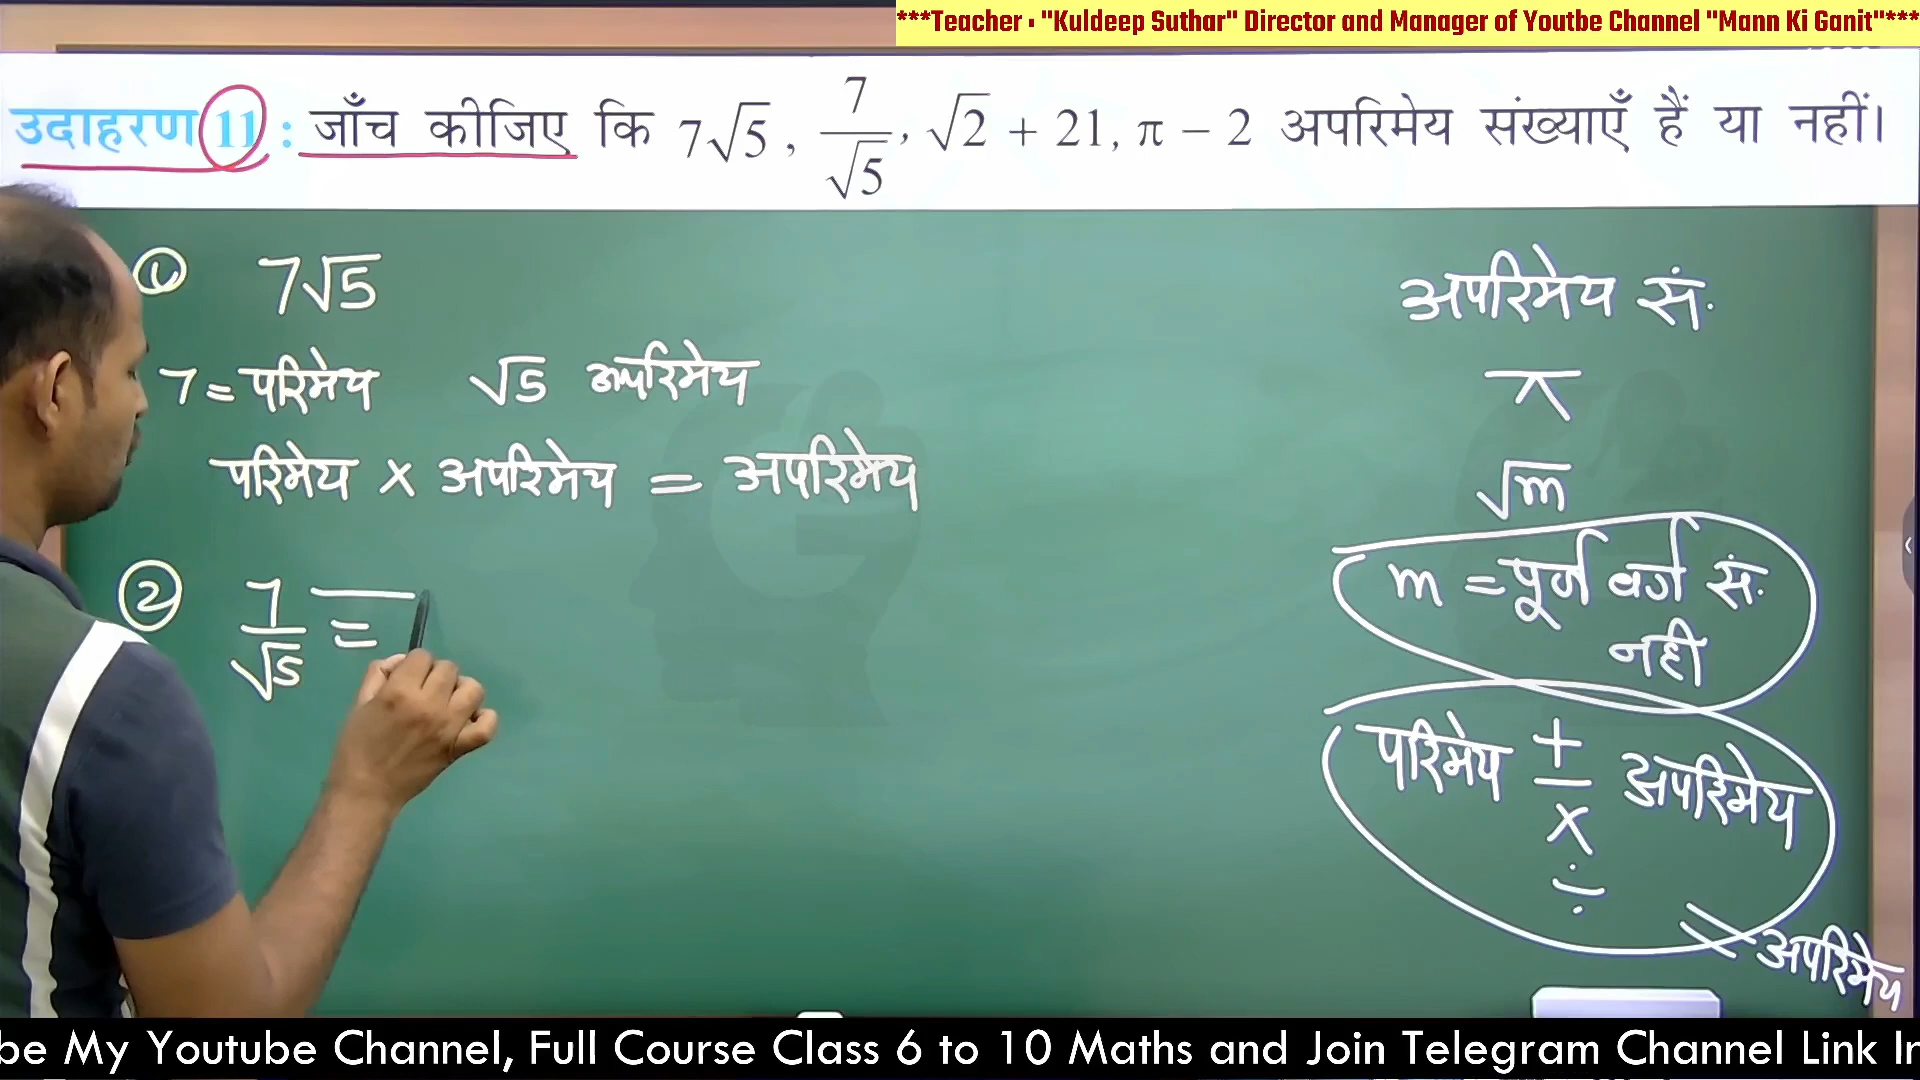 ***Teacher : "Kuldeep Suthar" Director and Manager of Youtbe Channel "Mann Ki Ganit"***
उदाहरण 11 : जाँच कीजिए कि 7√5 , 7/√5 , √2 + 21, π − 2 अपरिमेय संख्याएँ हैं या नहीं।
① 7√5
7 = परिमेय √5 अपरिमेय
परिमेय × अपरिमेय = अपरिमेय
② 7/√5 =
अपरिमेय सं.
π
√m
m = पूर्ण वर्ग सं.
नही
परिमेय + − × ÷ अपरिमेय
= अपरिमेय
be My Youtube Channel, Full Course Class 6 to 10 Maths and Join Telegram Channel Link In